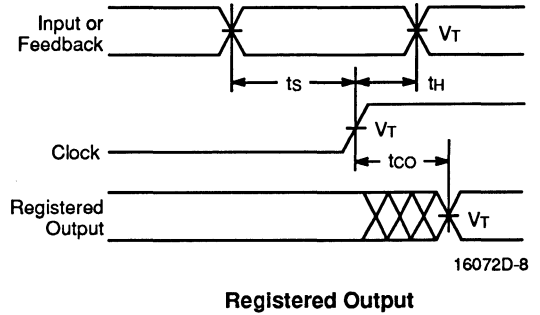 Input or
Feedback
VT
tS
tH
VT
Clock
tCO
Registered
Output
VT
16072D-8
Registered Output